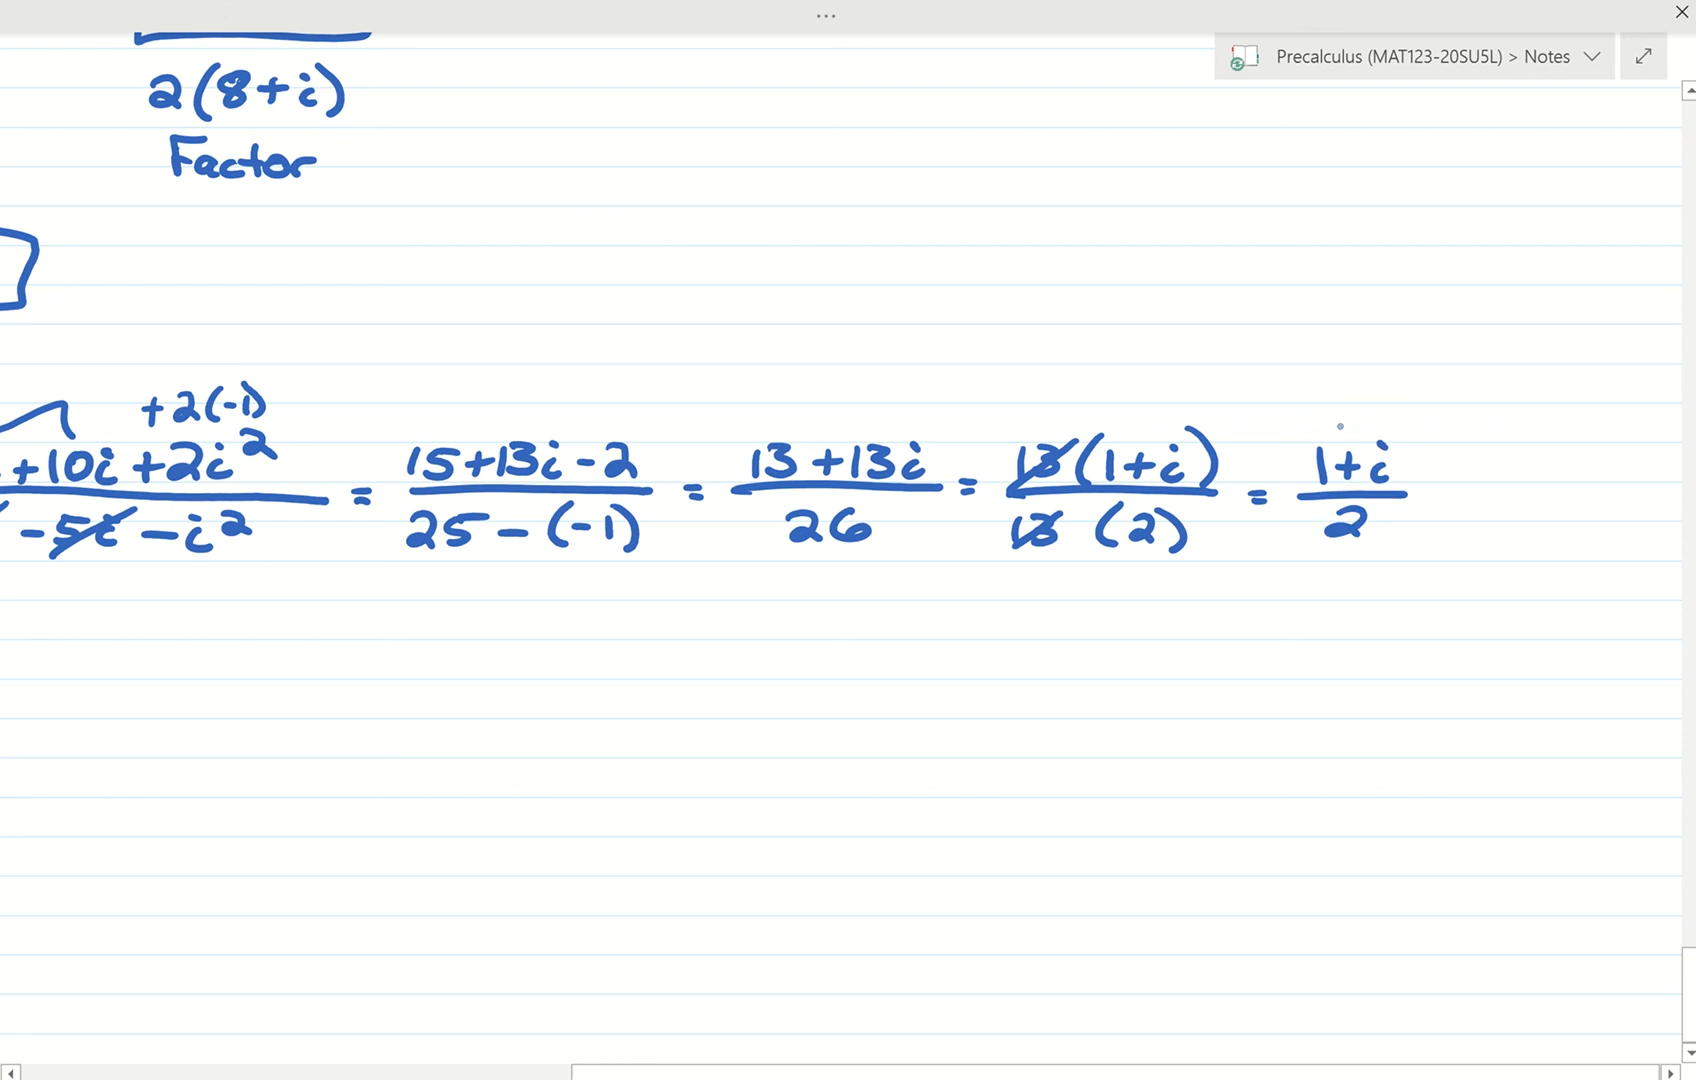 Precalculus (MAT123-20SU5L) > Notes
2(8+i)
Factor
+2(-1)
+10i +2i² = 15+13i-2 = 13+13i = 13(1+i) = 1+i
-5i -i² 25-(-1) 26 13 (2) 2